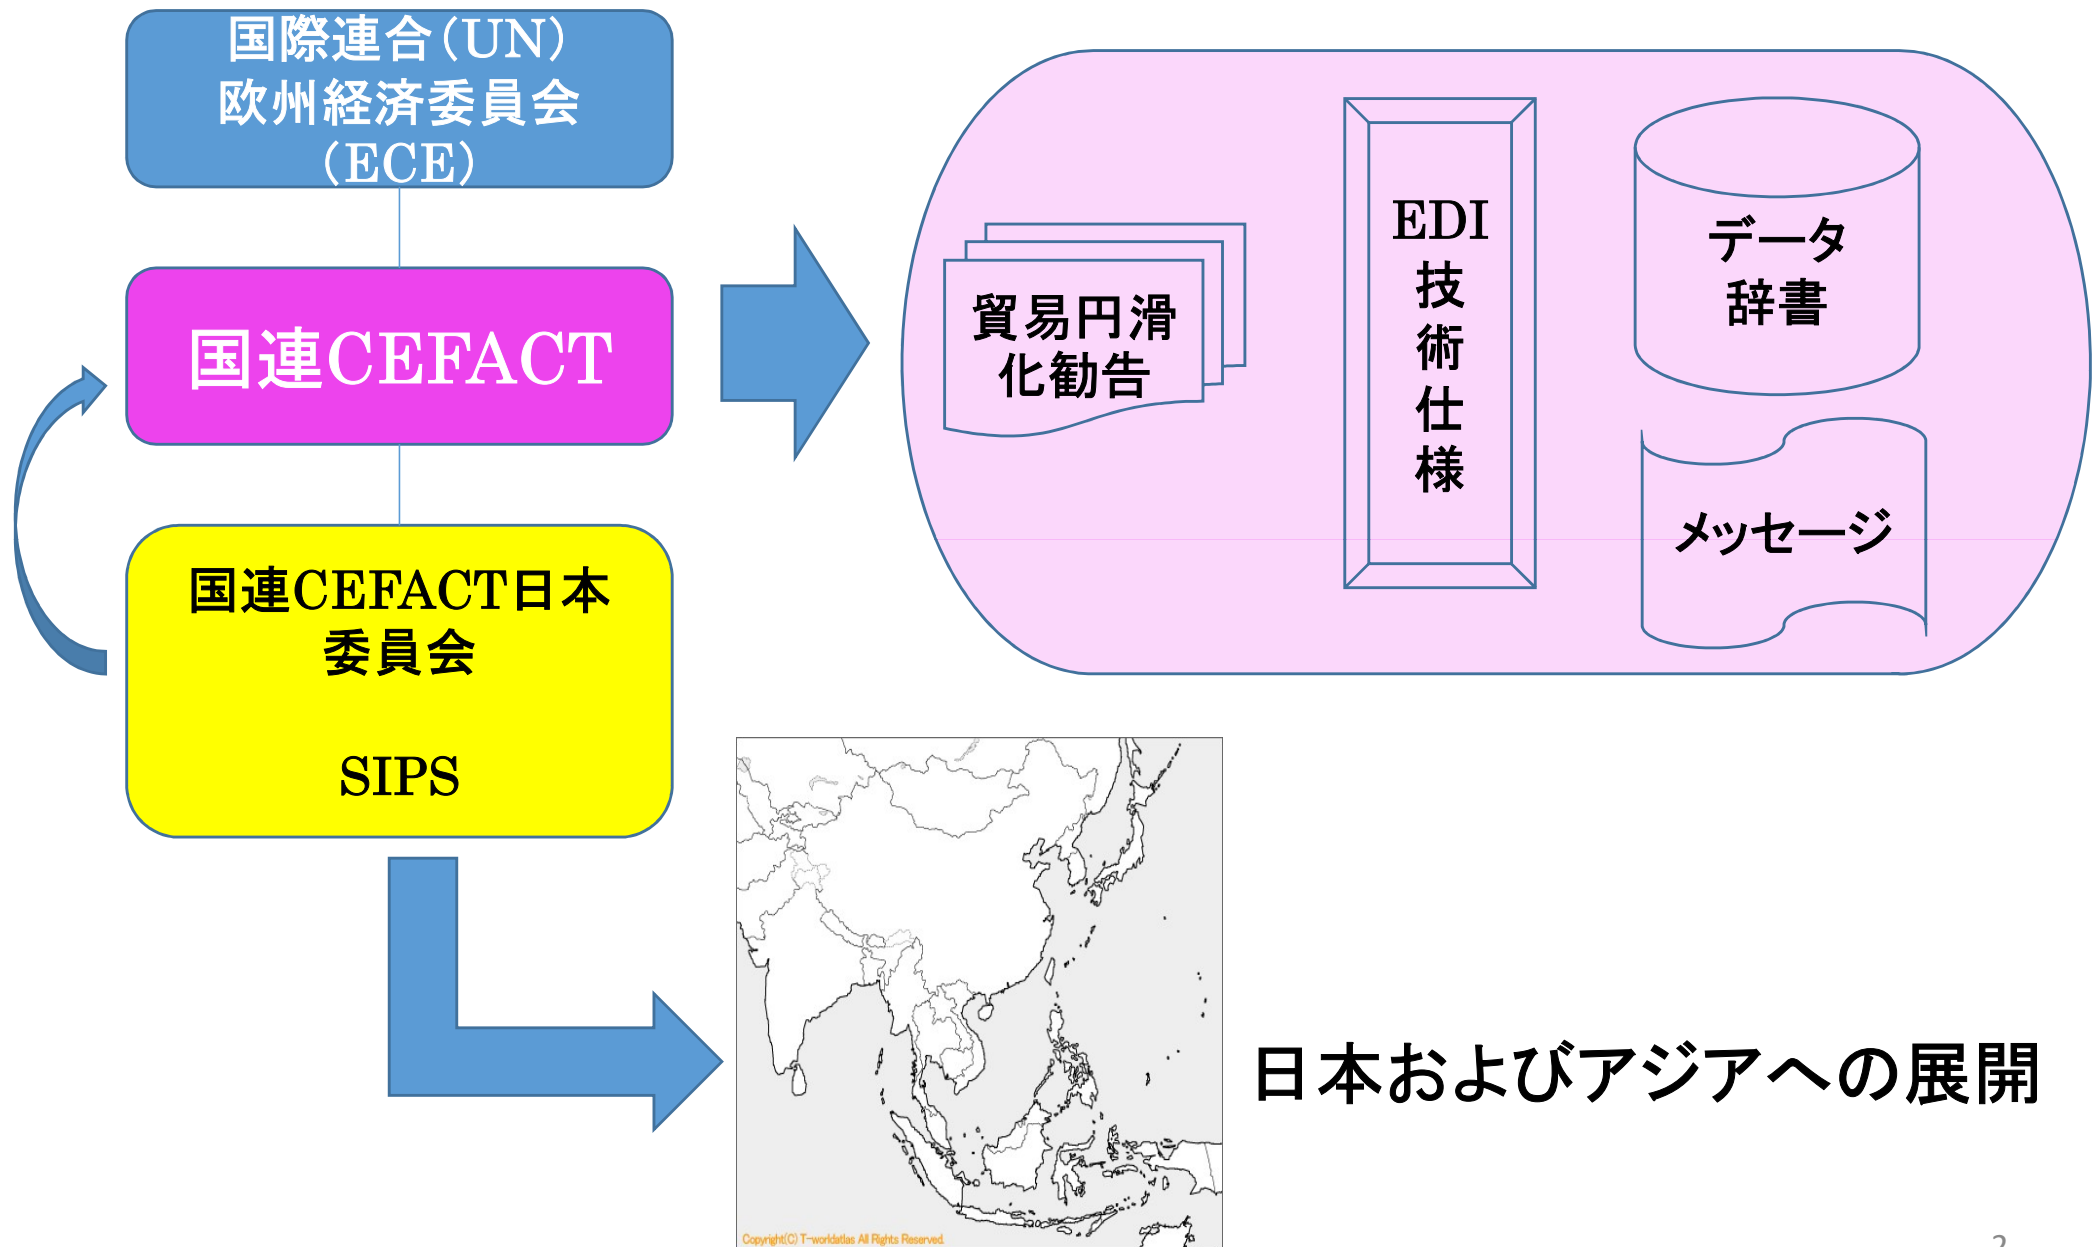 国際連合（UN）
欧州経済委員会
（ECE）
国連CEFACT
国連CEFACT日本
委員会
SIPS
貿易円滑
化勧告
EDI
技
術
仕
様
データ
辞書
メッセージ
日本およびアジアへの展開
Copyright(C) T-worldatlas All Rights Reserved.
2